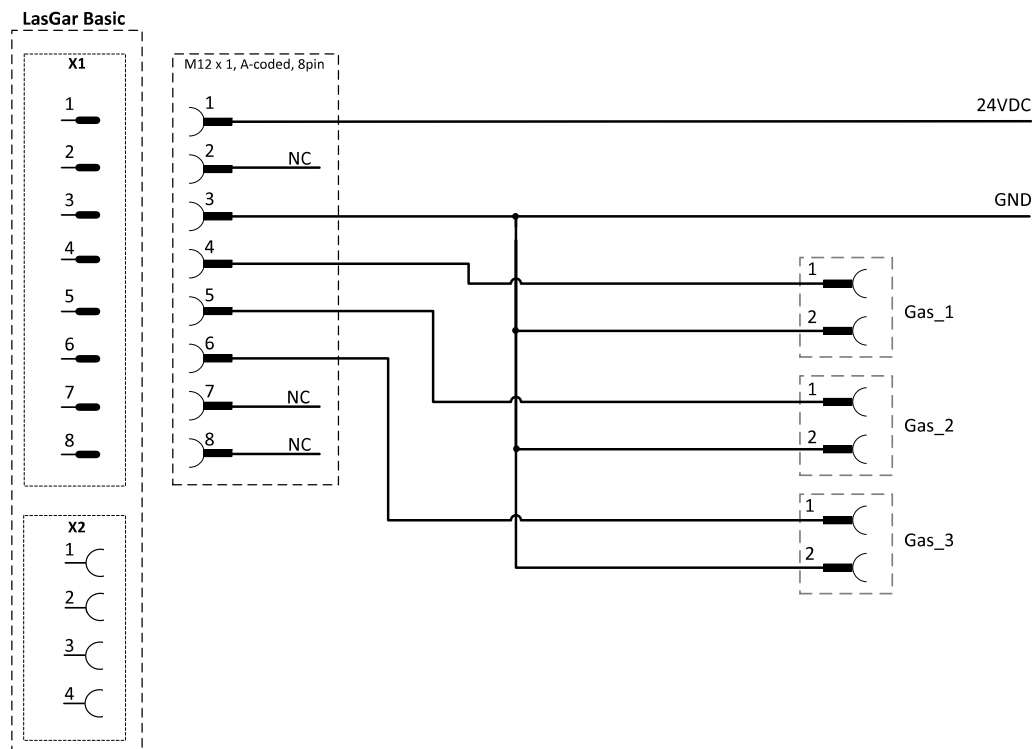 LasGar Basic
X1
1
2
3
4
5
6
7
8
X2
1
2
3
4
M12 x 1, A-coded, 8pin
1
2 NC
3
4
5
6
7 NC
8 NC
24VDC
GND
1
2
Gas_1
1
2
Gas_2
1
2
Gas_3